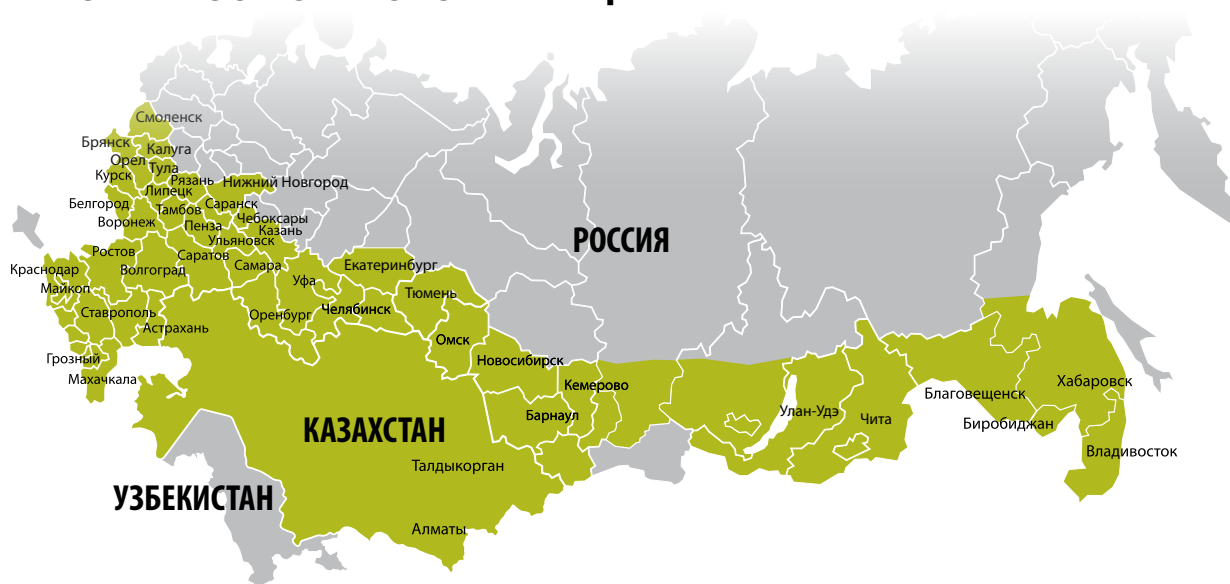 Смоленск
Брянск
Калуга
Орел
Тула
Курск
Рязань
Нижний Новгород
Липецк
Белгород
Тамбов
Саранск
Воронеж
Чебоксары
Пенза
Казань
Ульяновск
РОССИЯ
Ростов
Саратов
Краснодар
Волгоград
Самара
Екатеринбург
Уфа
Майкоп
Тюмень
Ставрополь
Оренбург
Челябинск
Астрахань
Омск
Грозный
Новосибирск
Махачкала
Кемерово
Хабаровск
Благовещенск
Улан-Удэ
Барнаул
Чита
Биробиджан
КАЗАХСТАН
Владивосток
Талдыкорган
УЗБЕКИСТАН
Алматы